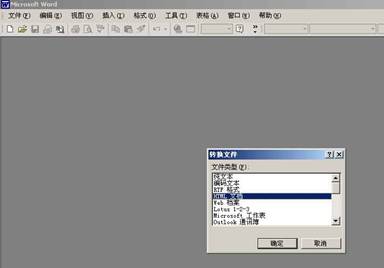 Microsoft Word
文件(F) 编辑(E) 视图(V) 插入(I) 格式(O) 工具(T) 表格(A) 窗口(W) 帮助(H)
转换文件
文件类型(F):
纯文本
编码文本
RTF 格式
HTML 文档
Web 档案
Lotus 1-2-3
Microsoft 工作表
Outlook 通讯簿
确定 取消